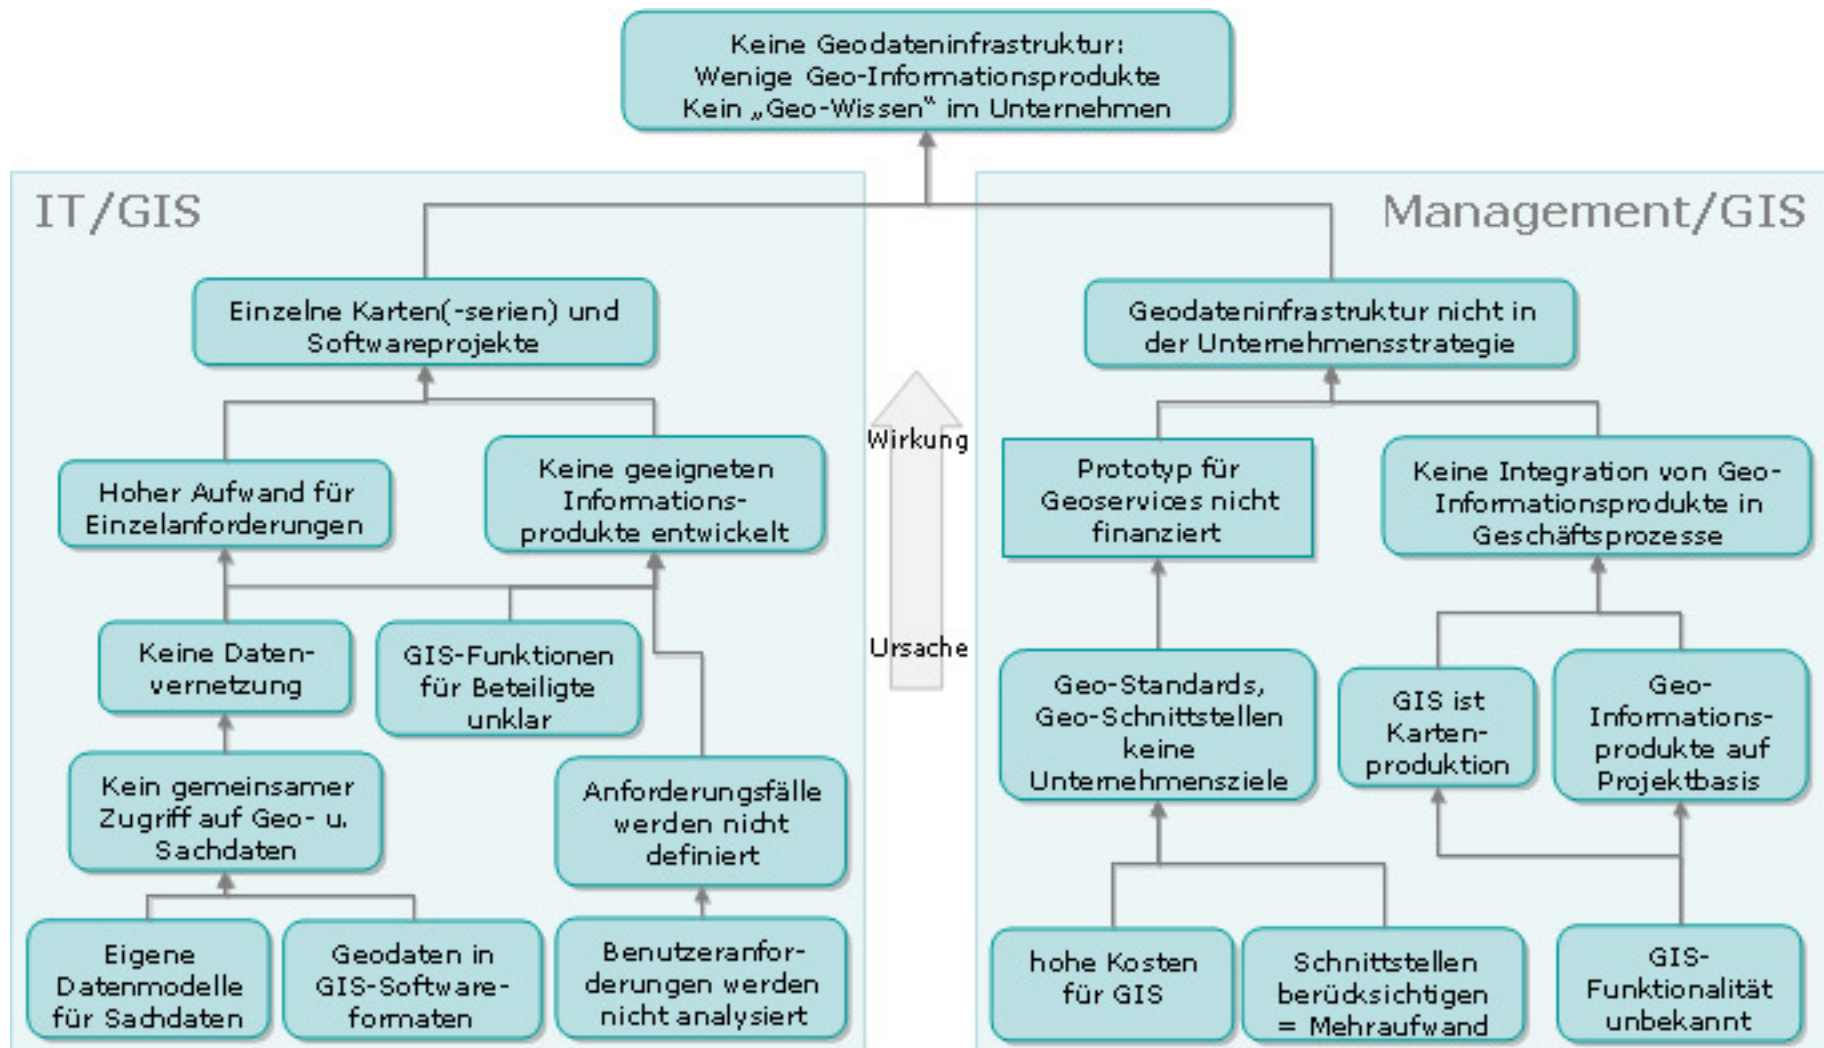 Keine Geodateninfrastruktur:
Wenige Geo-Informationsprodukte
Kein „Geo-Wissen“ im Unternehmen
IT/GIS
Einzelne Karten(-serien) und
Softwareprojekte
Hoher Aufwand für
Einzelanforderungen
Keine geeigneten
Informations-
produkte entwickelt
Keine Daten-
vernetzung
GIS-Funktionen
für Beteiligte
unklar
Kein gemeinsamer
Zugriff auf Geo- u.
Sachdaten
Anforderungsfälle
werden nicht
definiert
Eigene
Datenmodelle
für Sachdaten
Geodaten in
GIS-Software-
formaten
Benutzeranfor-
derungen werden
nicht analysiert
Wirkung
Ursache
Management/GIS
Geodateninfrastruktur nicht in
der Unternehmensstrategie
Prototyp für
Geoservices nicht
finanziert
Keine Integration von Geo-
Informationsprodukte in
Geschäftsprozesse
Geo-Standards,
Geo-Schnittstellen
keine
Unternehmensziele
GIS ist
Karten-
produktion
Geo-
Informations-
produkte auf
Projektbasis
hohe Kosten
für GIS
Schnittstellen
berücksichtigen
= Mehraufwand
GIS-
Funktionalität
unbekannt